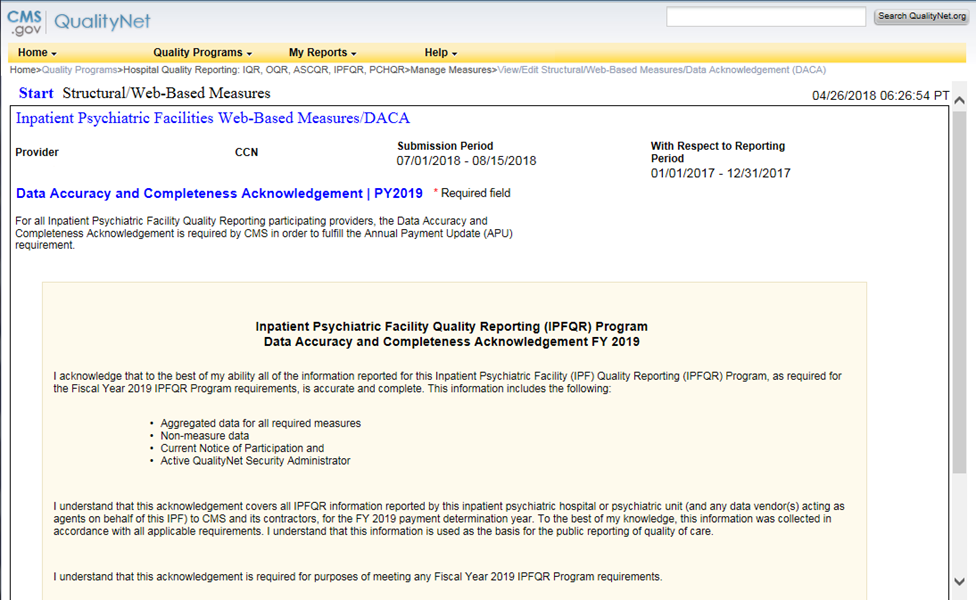 CMS .gov QualityNet
Search QualityNet.org
Home Quality Programs My Reports Help
Home>Quality Programs>Hospital Quality Reporting: IQR, OQR, ASCQR, IPFQR, PCHQR>Manage Measures>View/Edit Structural/Web-Based Measures/Data Acknowledgement (DACA)
Start Structural/Web-Based Measures
04/26/2018 06:26:54 PT
Inpatient Psychiatric Facilities Web-Based Measures/DACA
Provider
CCN
Submission Period
07/01/2018 - 08/15/2018
With Respect to Reporting
Period
01/01/2017 - 12/31/2017
Data Accuracy and Completeness Acknowledgement | PY2019 * Required field
For all Inpatient Psychiatric Facility Quality Reporting participating providers, the Data Accuracy and
Completeness Acknowledgement is required by CMS in order to fulfill the Annual Payment Update (APU)
requirement.
Inpatient Psychiatric Facility Quality Reporting (IPFQR) Program
Data Accuracy and Completeness Acknowledgement FY 2019
I acknowledge that to the best of my ability all of the information reported for this Inpatient Psychiatric Facility (IPF) Quality Reporting (IPFQR) Program, as required for
the Fiscal Year 2019 IPFQR Program requirements, is accurate and complete. This information includes the following:
• Aggregated data for all required measures
• Non-measure data
• Current Notice of Participation and
• Active QualityNet Security Administrator
I understand that this acknowledgement covers all IPFQR information reported by this inpatient psychiatric hospital or psychiatric unit (and any data vendor(s) acting as
agents on behalf of this IPF) to CMS and its contractors, for the FY 2019 payment determination year. To the best of my knowledge, this information was collected in
accordance with all applicable requirements. I understand that this information is used as the basis for the public reporting of quality of care.
I understand that this acknowledgement is required for purposes of meeting any Fiscal Year 2019 IPFQR Program requirements.